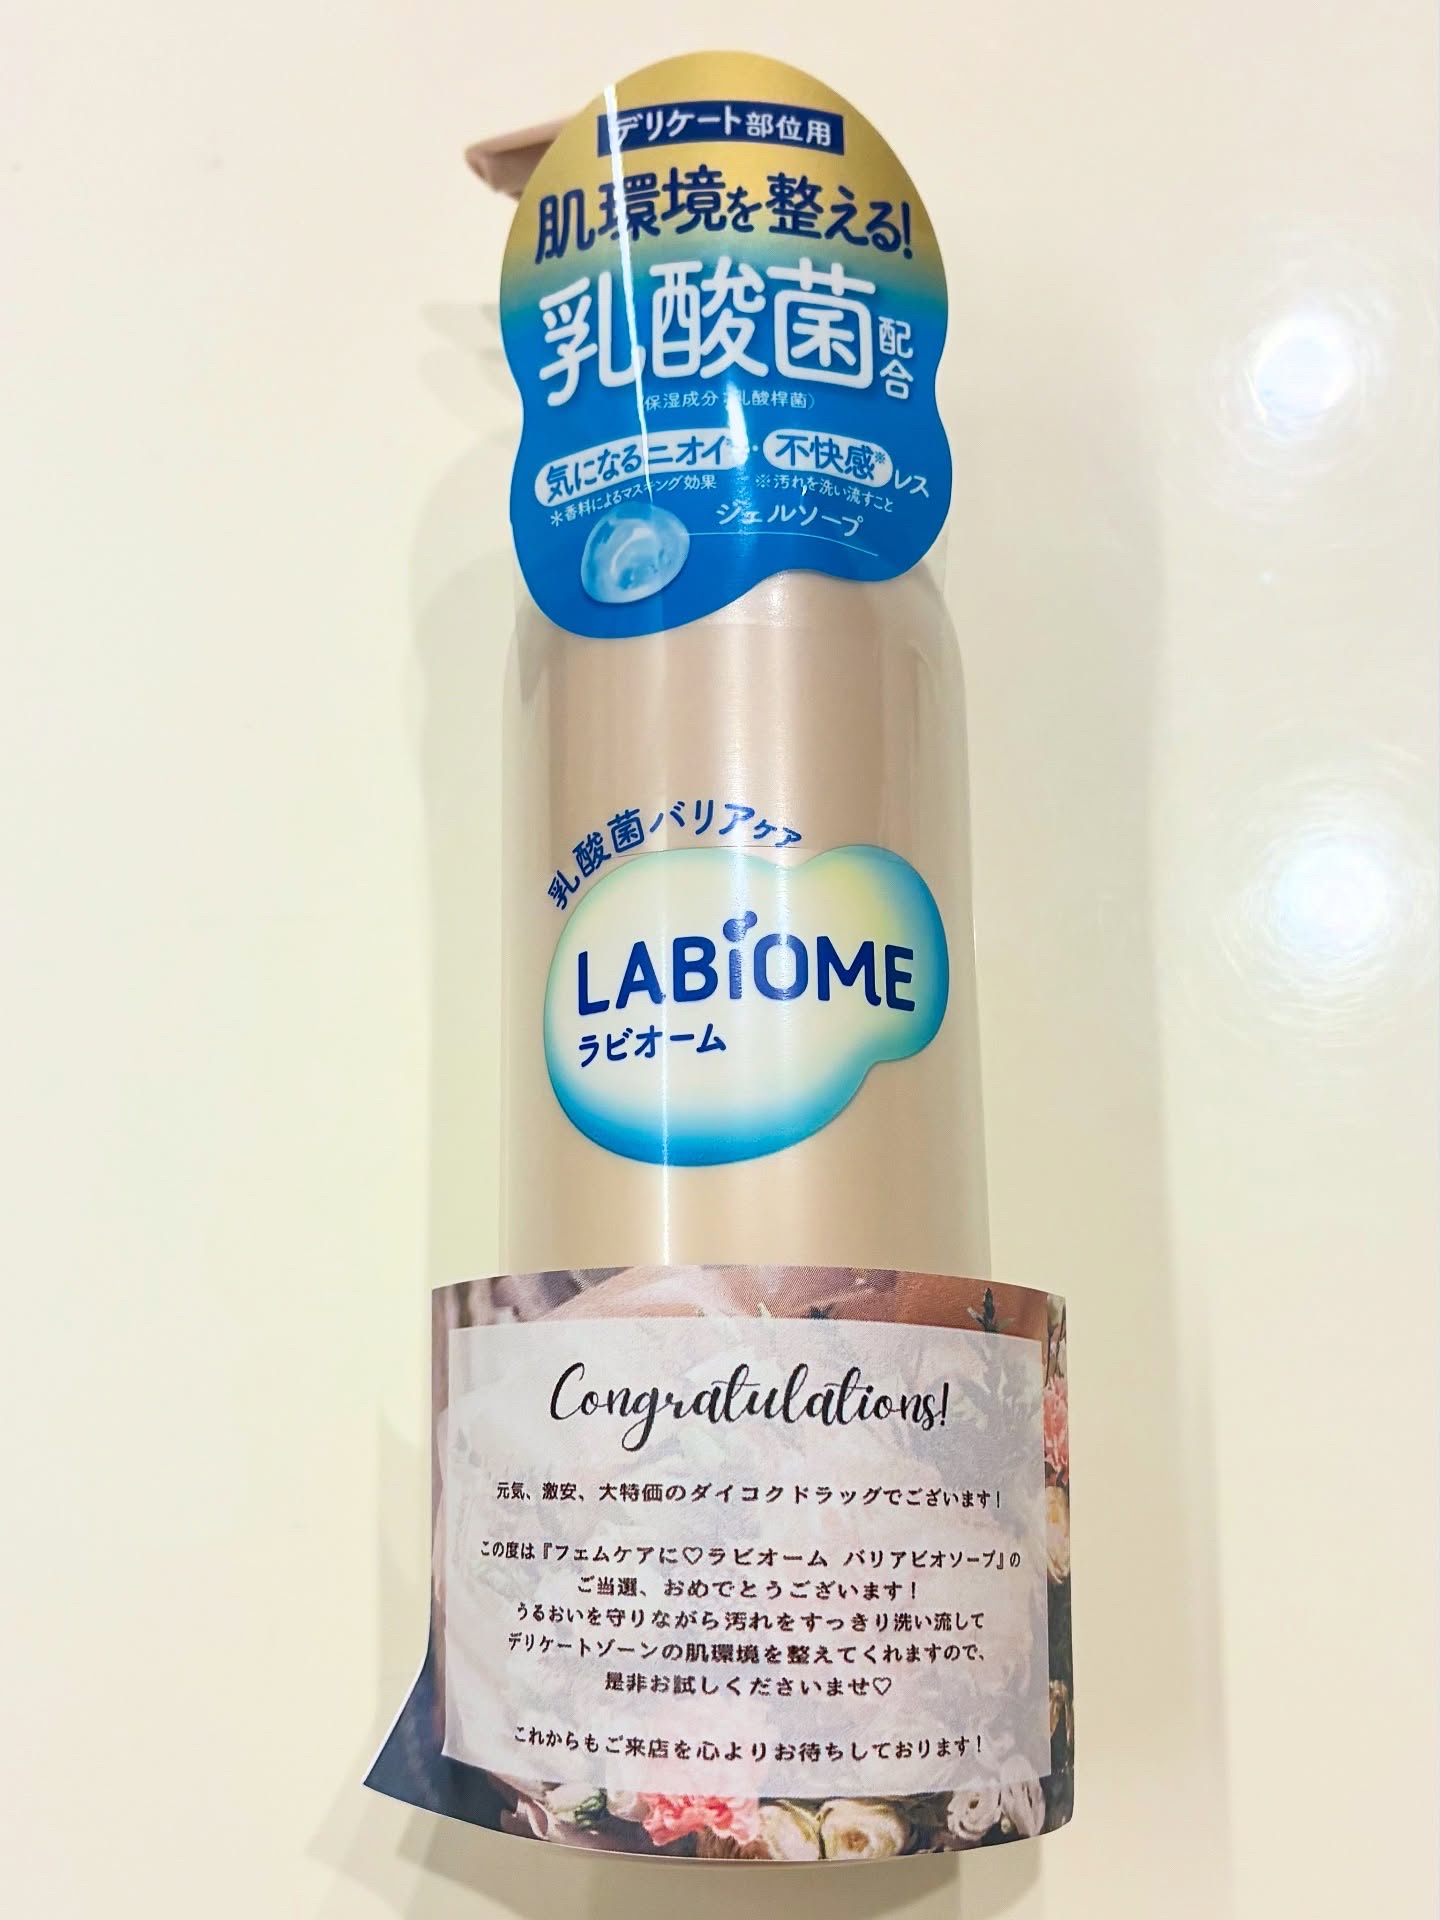 デリケート部位用
肌環境を整える!
乳酸菌配合
(保湿成分:乳酸桿菌)
気になるニオイ*・不快感※レス
*香料によるマスキング効果 ※汚れを洗い流すこと
ジェルソープ
乳酸菌バリアケア
LABiOME
ラビオーム
Congratulations!
元気、激安、大特価のダイコクドラッグでございます!
この度は『フェムケアに♡ラビオーム バリアビオソープ』の
ご当選、おめでとうございます!
うるおいを守りながら汚れをすっきり洗い流して
デリケートゾーンの肌環境を整えてくれますので、
是非お試しくださいませ♡
これからもご来店を心よりお待ちしております!